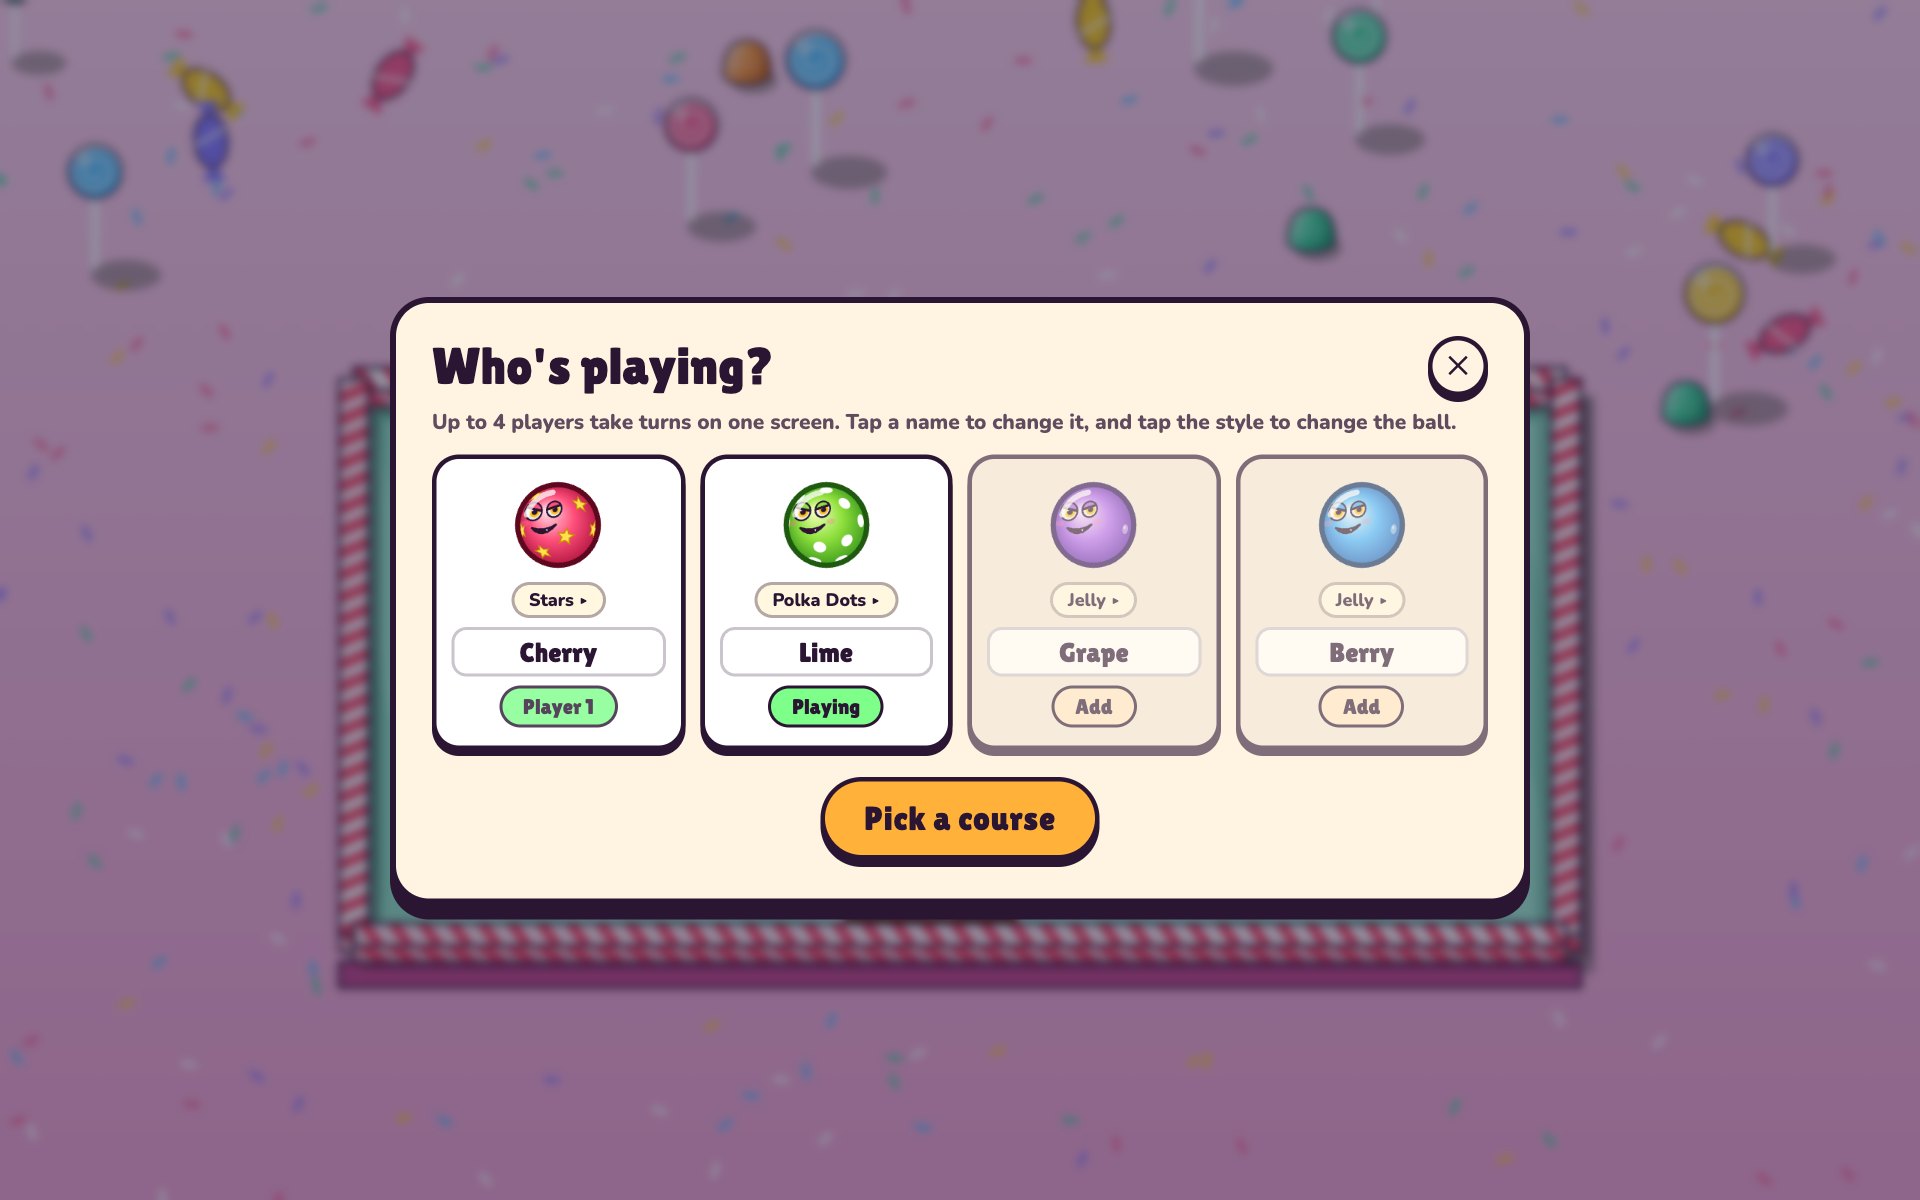 Who's playing?
Up to 4 players take turns on one screen. Tap a name to change it, and tap the style to change the ball.
Stars ▸
Cherry
Player 1
Polka Dots ▸
Lime
Playing
Jelly ▸
Grape
Add
Jelly ▸
Berry
Add
Pick a course